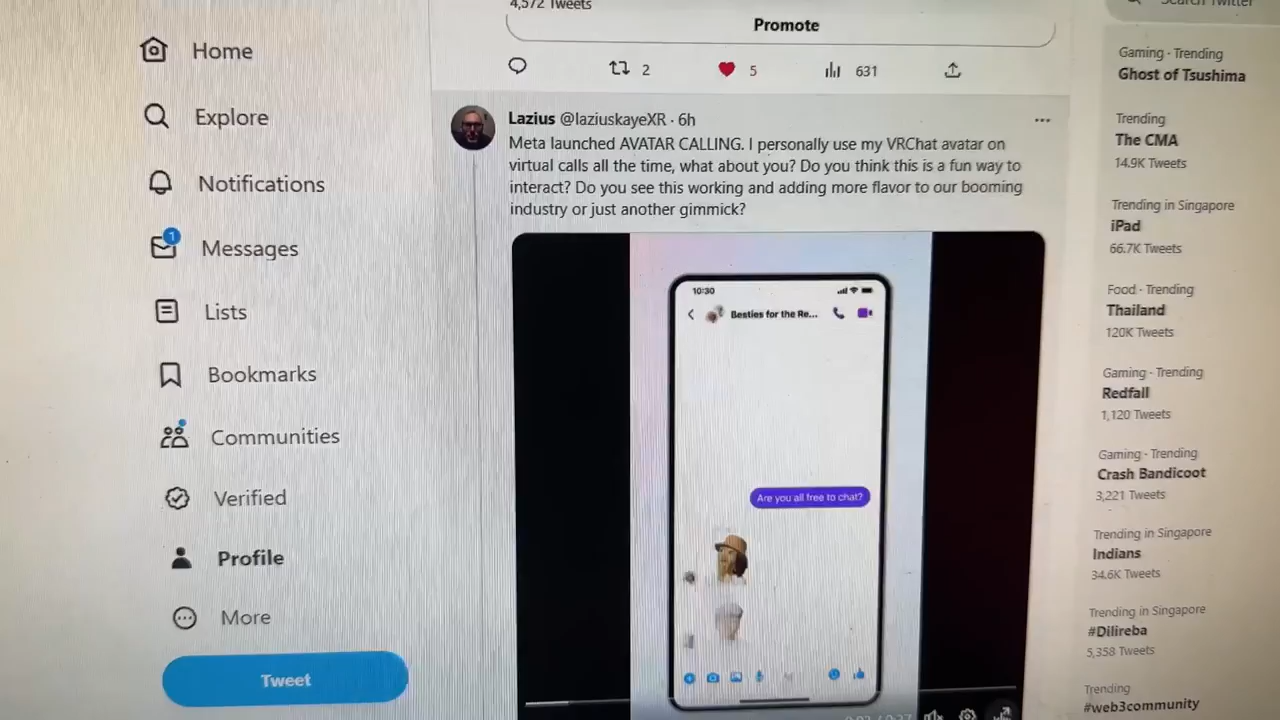 Home
Explore
Notifications
1
Messages
Lists
Bookmarks
Communities
Verified
Profile
More
Tweet
4,572 Tweets
Promote
2
5
631
Lazius @laziuskayeXR · 6h
Meta launched AVATAR CALLING. I personally use my VRChat avatar on
virtual calls all the time, what about you? Do you think this is a fun way to
interact? Do you see this working and adding more flavor to our booming
industry or just another gimmick?
10:30
Besties for the Re...
Are you all free to chat?
Search Twitter
Gaming · Trending
Ghost of Tsushima
Trending
The CMA
14.9K Tweets
Trending in Singapore
iPad
66.7K Tweets
Food · Trending
Thailand
120K Tweets
Gaming · Trending
Redfall
1,120 Tweets
Gaming · Trending
Crash Bandicoot
3,221 Tweets
Trending in Singapore
Indians
34.6K Tweets
Trending in Singapore
#Dilireba
5,358 Tweets
Trending
#web3community